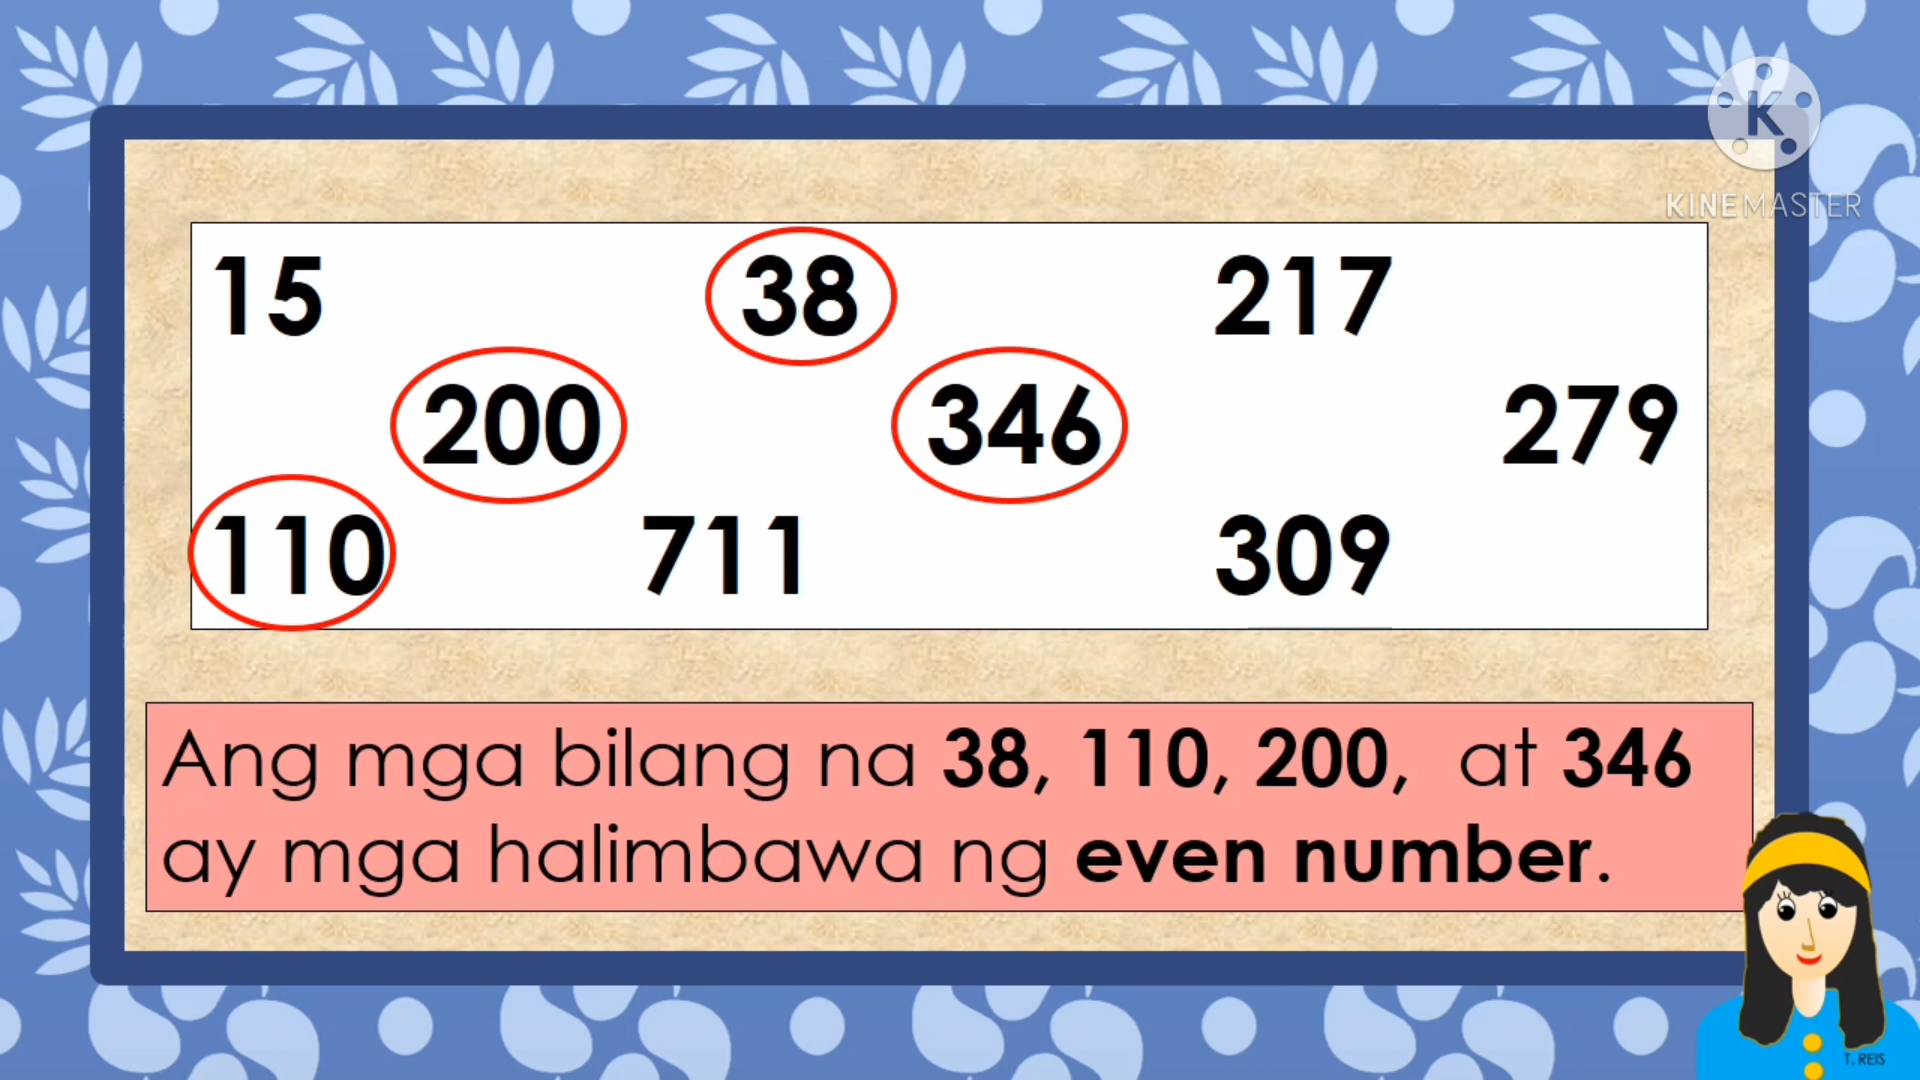 K
KINEMASTER
15 38 217
200 346 279
110 711 309
Ang mga bilang na 38, 110, 200, at 346
ay mga halimbawa ng even number.
T. REIS